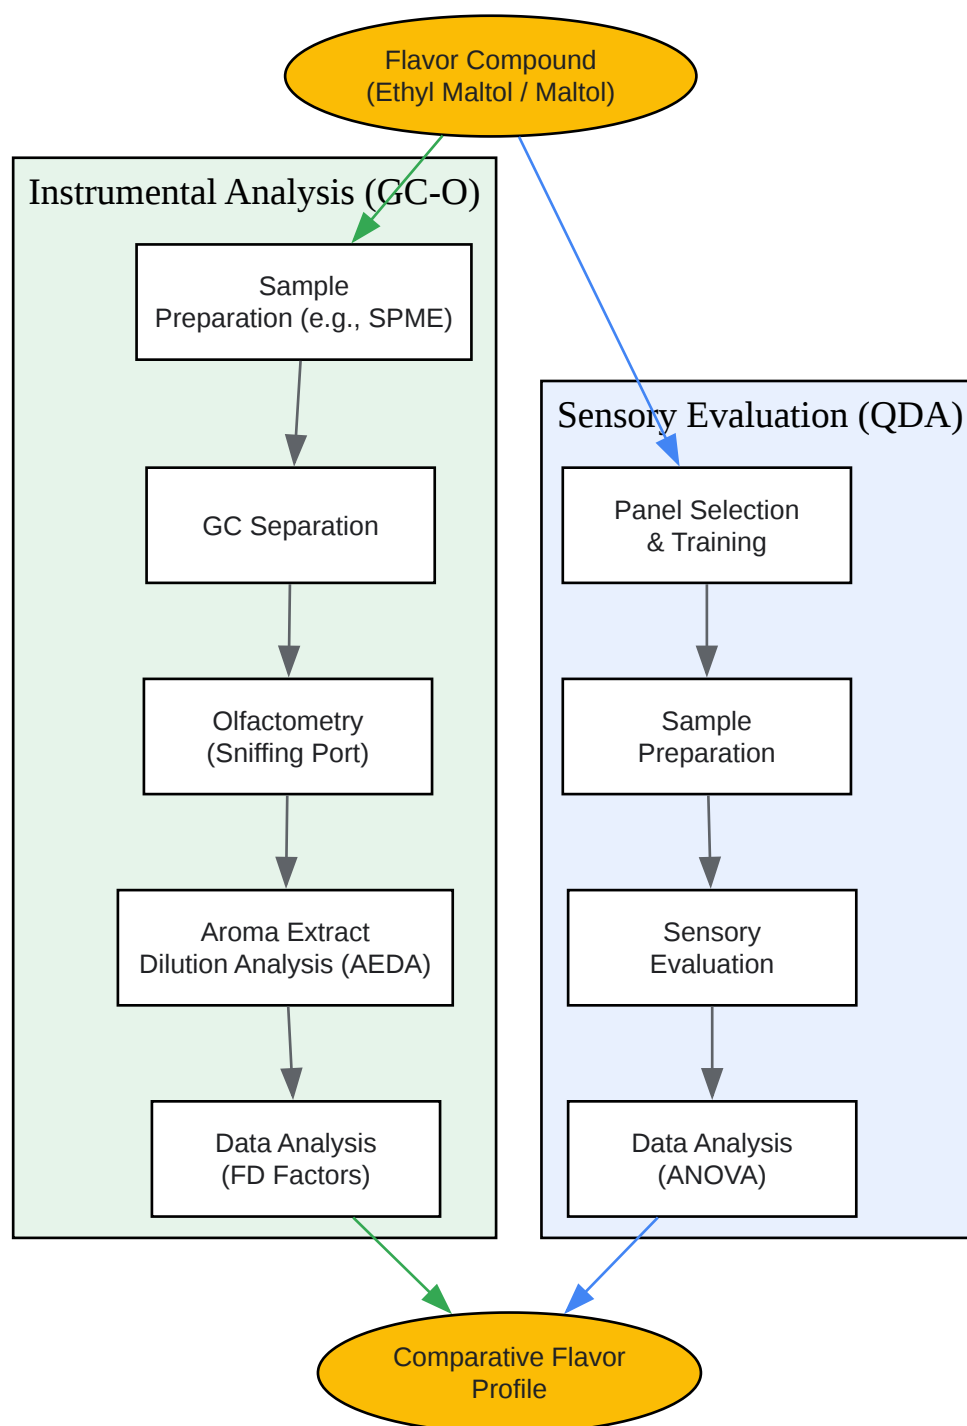 Flavor Compound
(Ethyl Maltol / Maltol)
Instrumental Analysis (GC-O)
Sample
Preparation (e.g., SPME)
GC Separation
Olfactometry
(Sniffing Port)
Aroma Extract
Dilution Analysis (AEDA)
Data Analysis
(FD Factors)
Sensory Evaluation (QDA)
Panel Selection
& Training
Sample
Preparation
Sensory
Evaluation
Data Analysis
(ANOVA)
Comparative Flavor
Profile